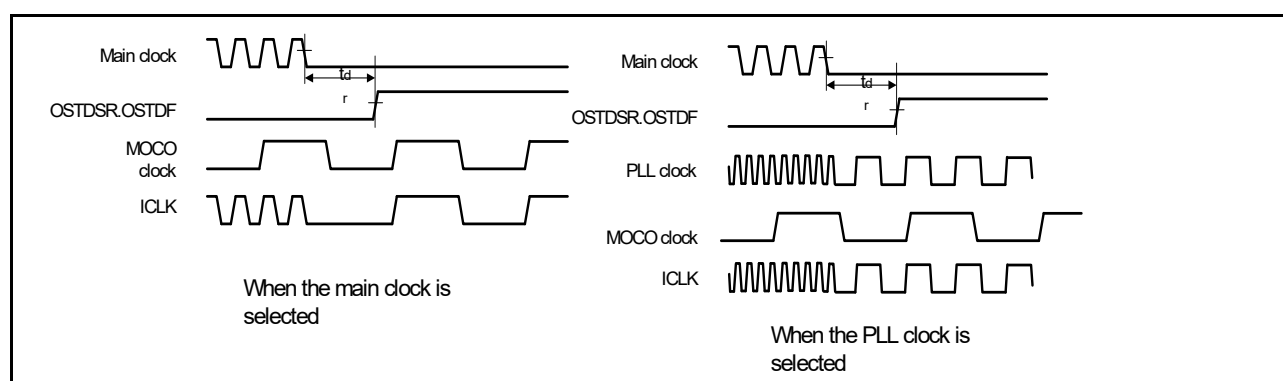 Main clock
td
r
OSTDSR.OSTDF
MOCO
clock
ICLK
When the main clock is
selected
Main clock
td
r
OSTDSR.OSTDF
PLL clock
MOCO clock
ICLK
When the PLL clock is
selected